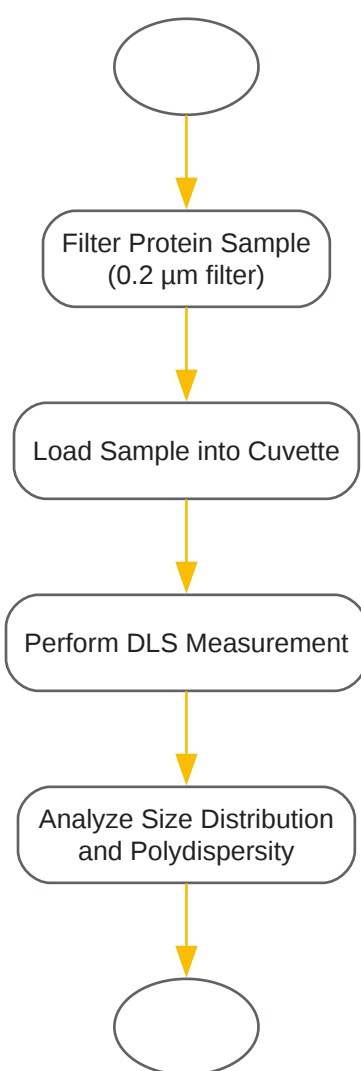 Filter Protein Sample
(0.2 µm filter)
Load Sample into Cuvette
Perform DLS Measurement
Analyze Size Distribution
and Polydispersity